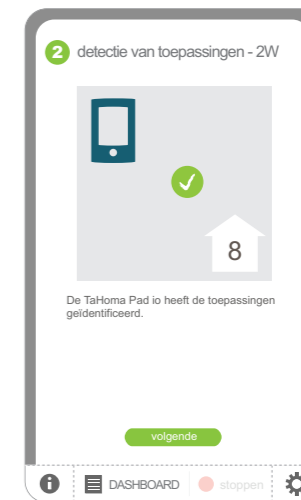 2 detectie van toepassingen - 2W
8
De TaHoma Pad io heeft de toepassingen
geïdentificeerd.
volgende
i DASHBOARD stoppen